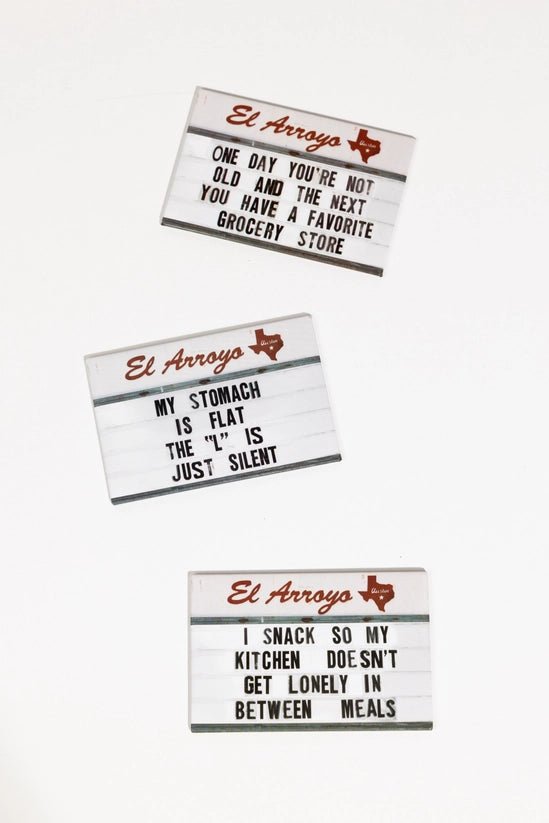 El Arroyo
ONE DAY YOU'RE NOT
OLD AND THE NEXT
YOU HAVE A FAVORITE
GROCERY STORE
El Arroyo
MY STOMACH
IS FLAT
THE "L" IS
JUST SILENT
El Arroyo
I SNACK SO MY
KITCHEN DOESN'T
GET LONELY IN
BETWEEN MEALS